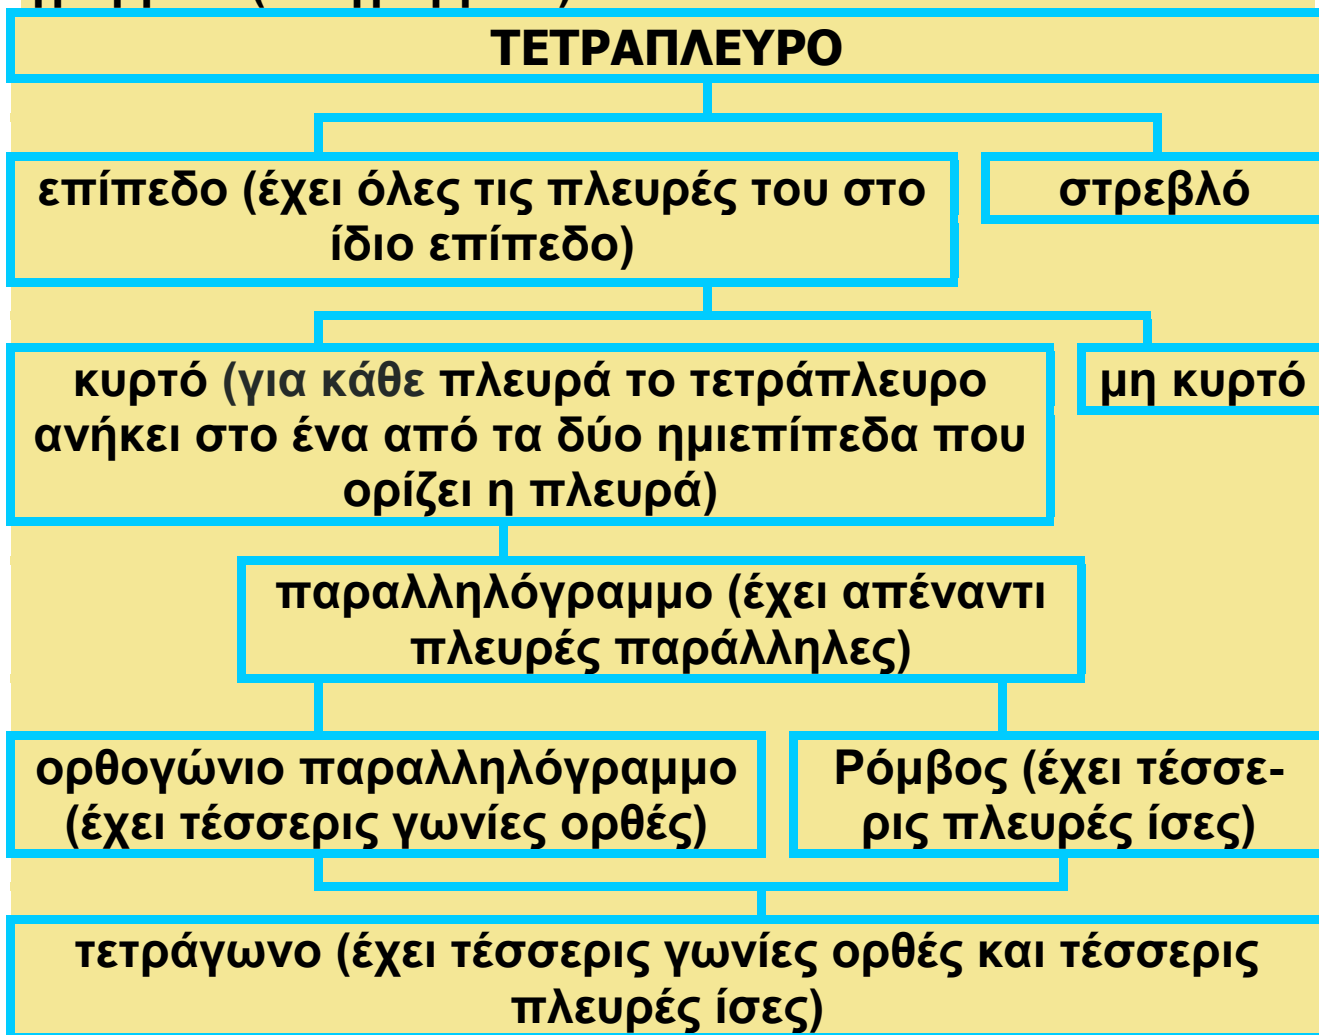 ΤΕΤΡΑΠΛΕΥΡΟ
επίπεδο (έχει όλες τις πλευρές του στο
ίδιο επίπεδο)
στρεβλό
κυρτό (για κάθε πλευρά το τετράπλευρο
ανήκει στο ένα από τα δύο ημιεπίπεδα που
ορίζει η πλευρά)
μη κυρτό
παραλληλόγραμμο (έχει απέναντι
πλευρές παράλληλες)
ορθογώνιο παραλληλόγραμμο
(έχει τέσσερις γωνίες ορθές)
Ρόμβος (έχει τέσσε-
ρις πλευρές ίσες)
τετράγωνο (έχει τέσσερις γωνίες ορθές και τέσσερις
πλευρές ίσες)